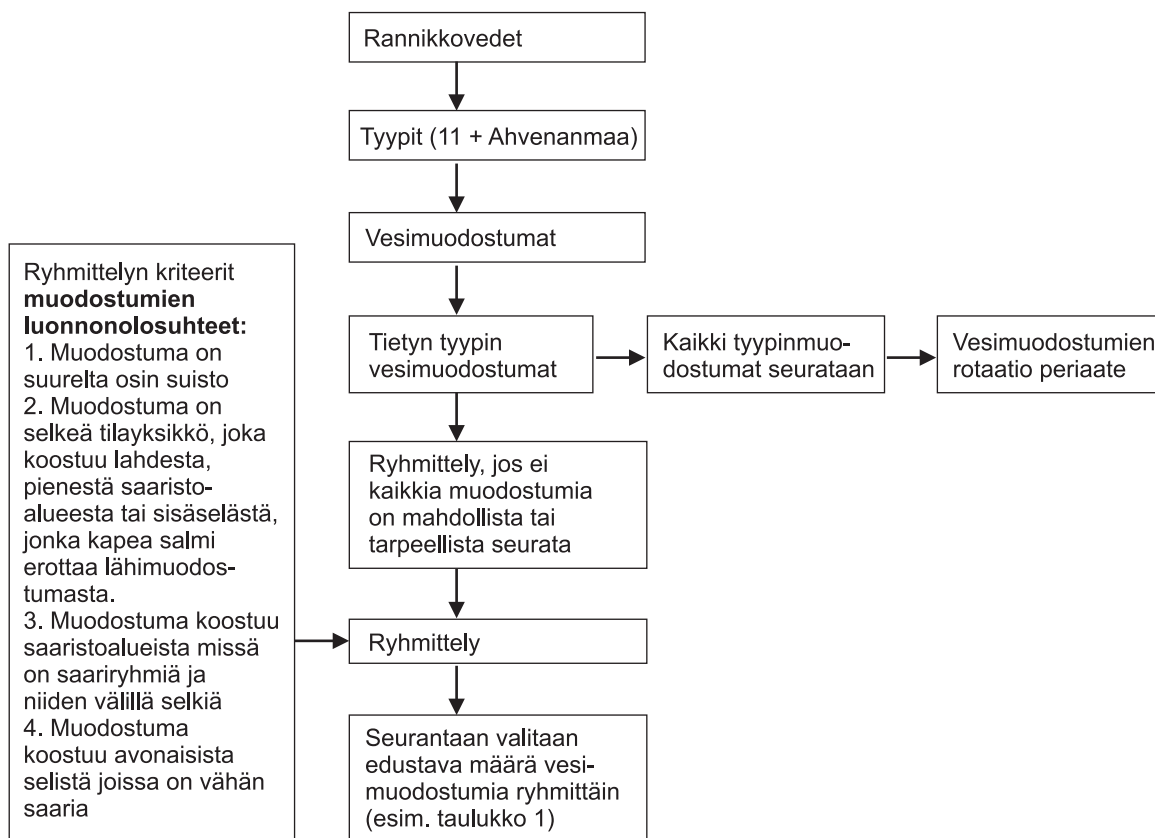 Rannikkovedet
Tyypit (11 + Ahvenanmaa)
Vesimuodostumat
Tietyn tyypin
vesimuodostumat
Kaikki tyypinmuo-
dostumat seurataan
Vesimuodostumien
rotaatio periaate
Ryhmittely, jos ei
kaikkia muodostumia
on mahdollista tai
tarpeellista seurata
Ryhmittelyn kriteerit
muodostumien
luonnonolosuhteet:
1. Muodostuma on
suurelta osin suisto
2. Muodostuma on
selkeä tilayksikkö, joka
koostuu lahdesta,
pienestä saaristo-
alueesta tai sisäselästä,
jonka kapea salmi
erottaa lähimuodos-
tumasta.
3. Muodostuma koostuu
saaristoalueista missä
on saariryhmiä ja
niiden välillä selkiä
4. Muodostuma
koostuu avonaisista
selistä joissa on vähän
saaria
Ryhmittely
Seurantaan valitaan
edustava määrä vesi-
muodostumia ryhmittäin
(esim. taulukko 1)